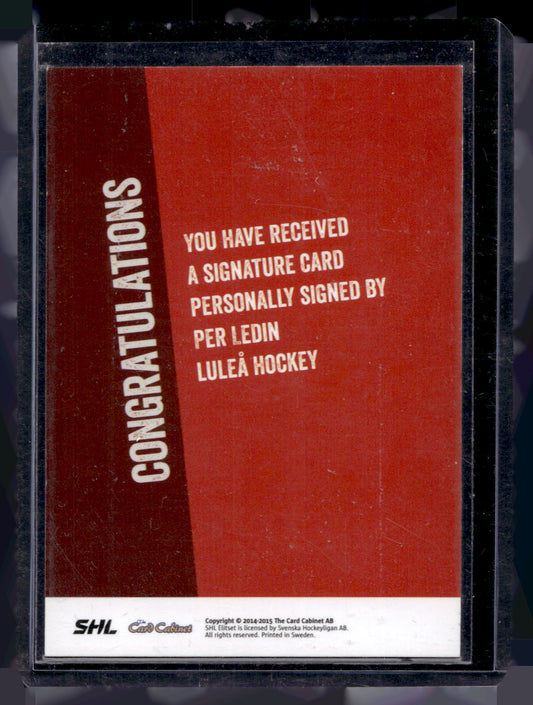 CONGRATULATIONS
YOU HAVE RECEIVED
A SIGNATURE CARD
PERSONALLY SIGNED BY
PER LEDIN
LULEÅ HOCKEY
SHL
The Card Cabinet
Copyright © 2014-2015 The Card Cabinet AB
SHL Elitset is licensed by Svenska Hockeyligan AB.
All rights reserved. Printed in Sweden.